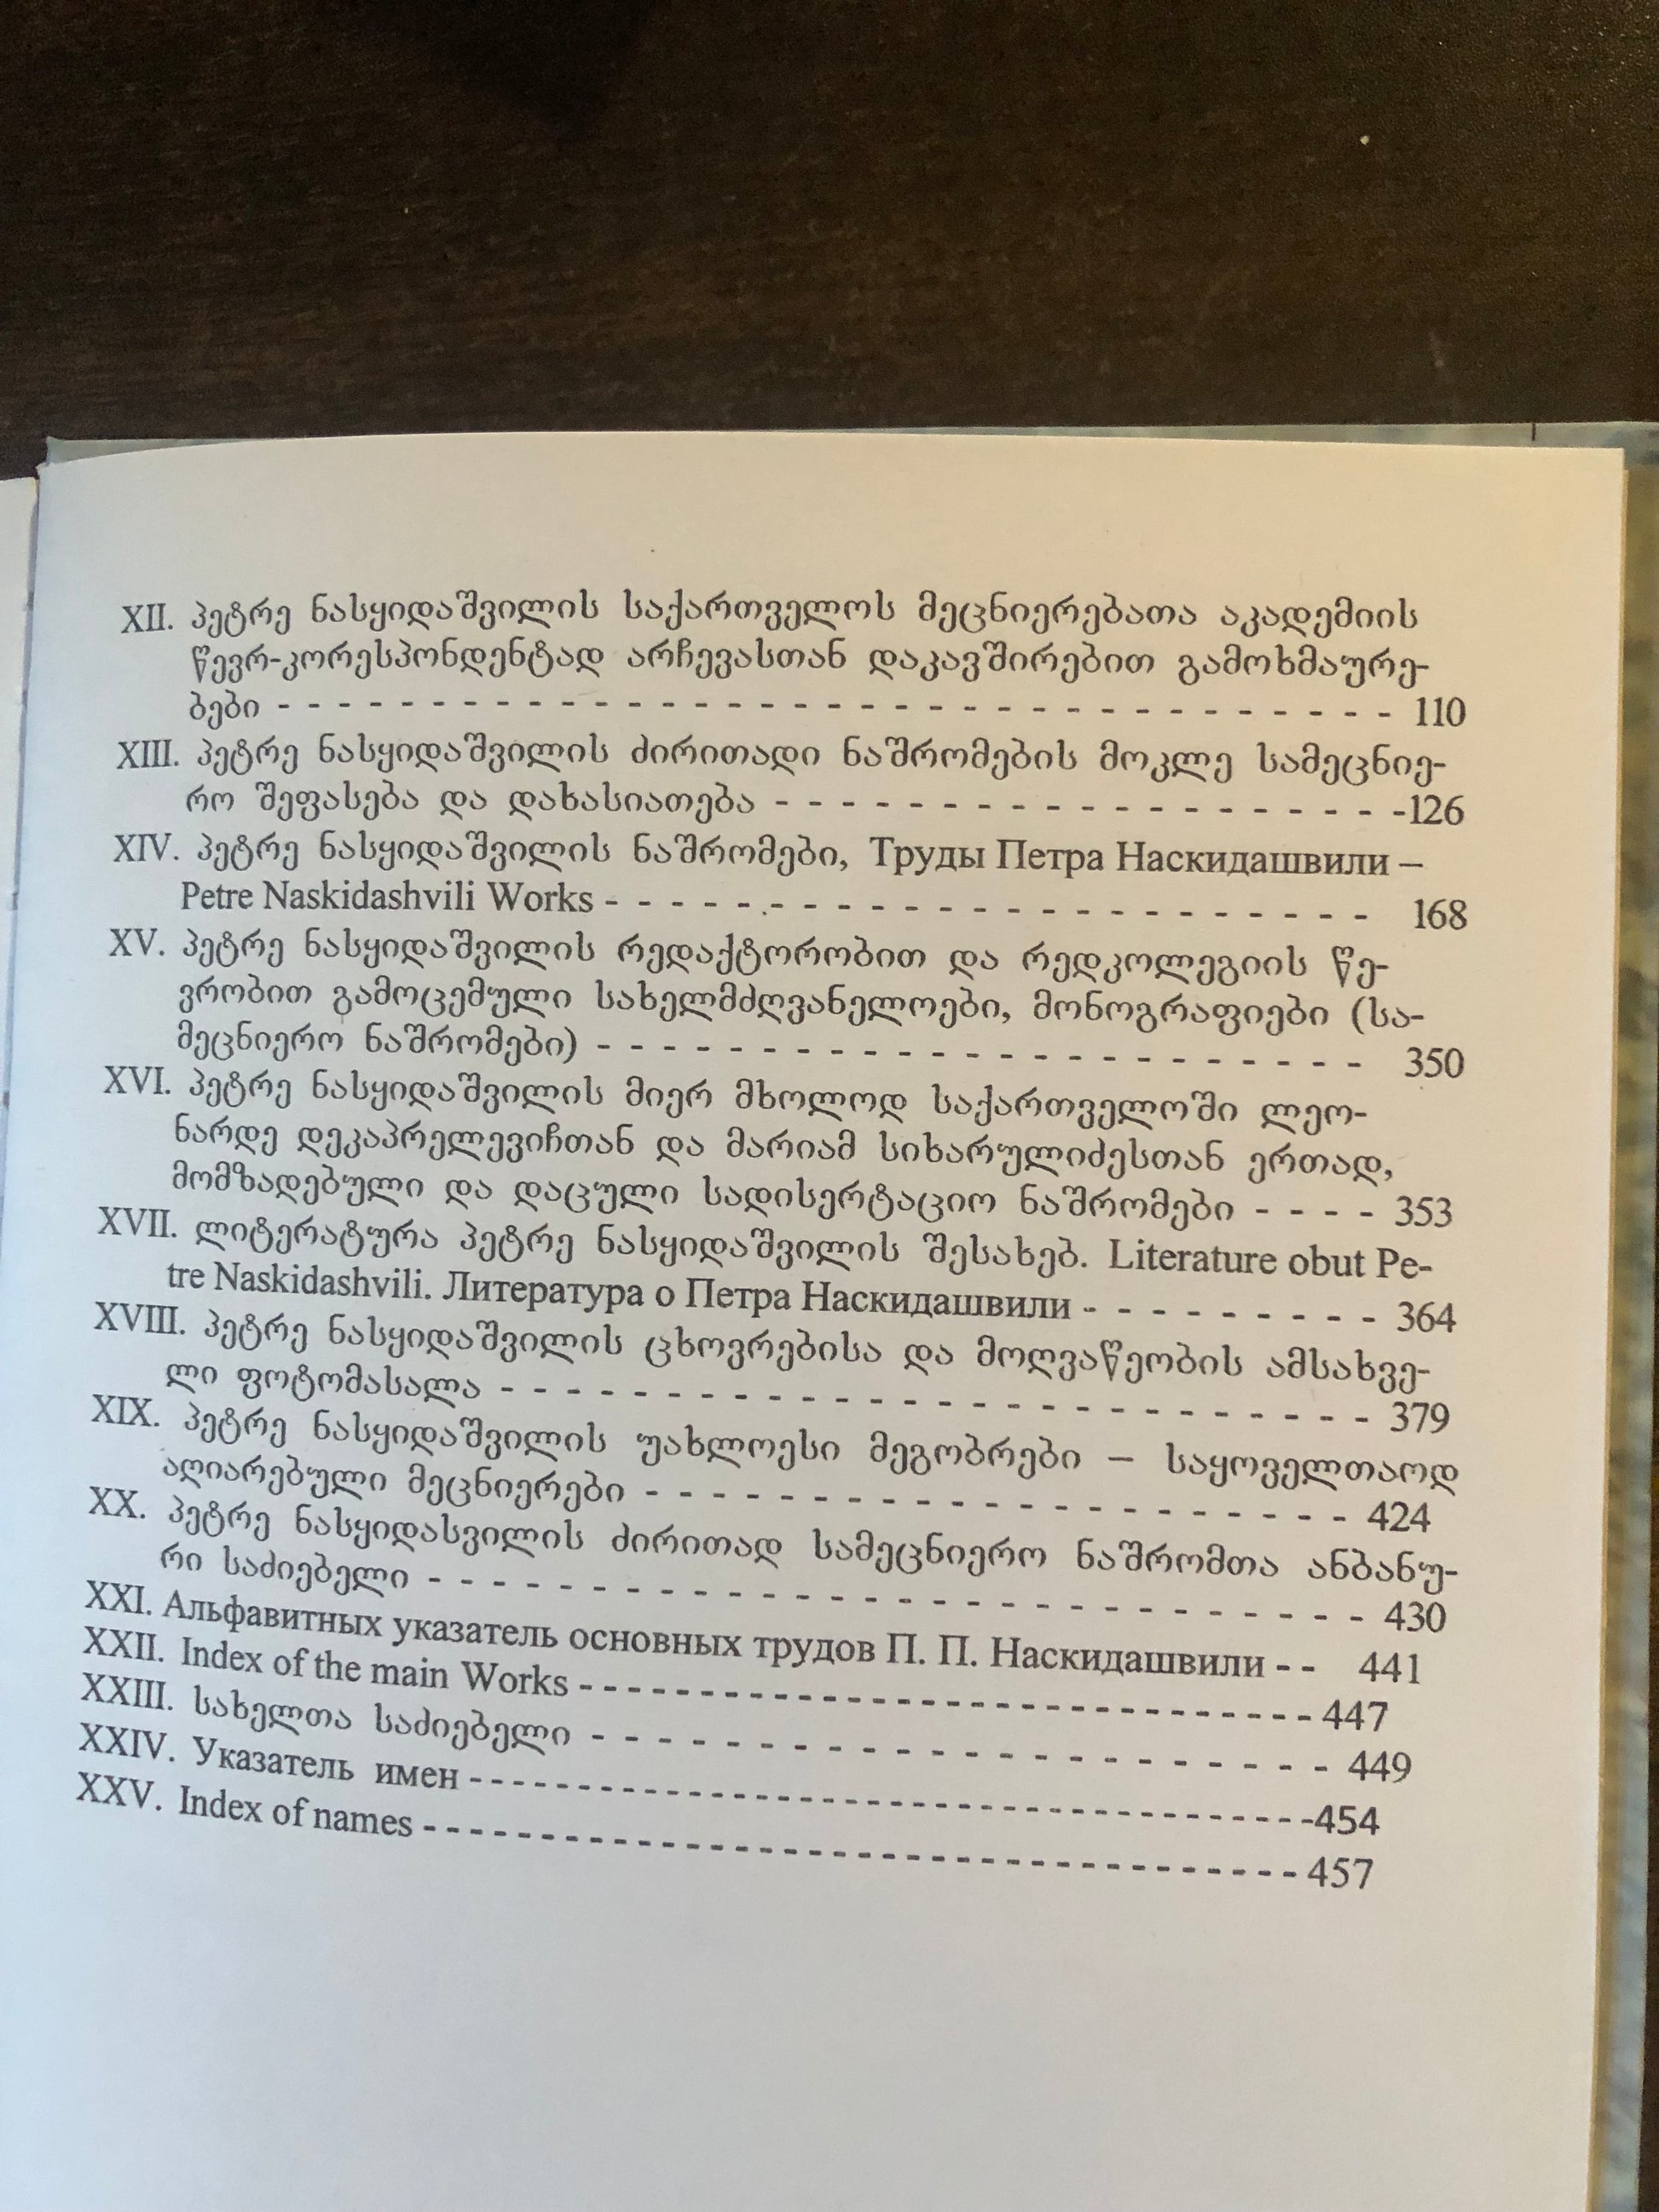 XII. პეტრე ნასყიდაშვილის საქართველოს მეცნიერებათა აკადემიის
წევრ-კორესპონდენტად არჩევასთან დაკავშირებით გამოხმაურე-
ბები - - - - - - - - - - - - - - - - - - - - - - - - - - - - - - - - - - 110
XIII. პეტრე ნასყიდაშვილის ძირითადი ნაშრომების მოკლე სამეცნიე-
რო შეფასება და დახასიათება - - - - - - - - - - - - - - - - - - - -126
XIV. პეტრე ნასყიდაშვილის ნაშრომები, Труды Петра Наскидашвили –
Petre Naskidashvili Works - - - - - - - - - - - - - - - - - - - - - - - - 168
XV. პეტრე ნასყიდაშვილის რედაქტორობით და რედკოლეგიის წე-
ვრობით გამოცემული სახელმძღვანელოები, მონოგრაფიები (სა-
მეცნიერო ნაშრომები) - - - - - - - - - - - - - - - - - - - - - - - - 350
XVI. პეტრე ნასყიდაშვილის მიერ მხოლოდ საქართველოში ლეო-
ნარდე დეკაპრელევიჩთან და მარიამ სიხარულიძესთან ერთად,
მომზადებული და დაცული სადისერტაციო ნაშრომები - - - - 353
XVII. ლიტერატურა პეტრე ნასყიდაშვილის შესახებ. Literature obut Pe-
tre Naskidashvili. Литература о Петра Наскидашвили - - - - - - - - - 364
XVIII. პეტრე ნასყიდაშვილის ცხოვრებისა და მოღვაწეობის ამსახვე-
ლი ფოტომასალა - - - - - - - - - - - - - - - - - - - - - - - - - - - 379
XIX. პეტრე ნასყიდაშვილის უახლოესი მეგობრები – საყოველთაოდ
აღიარებული მეცნიერები - - - - - - - - - - - - - - - - - - - - - - 424
XX. პეტრე ნასყიდასვილის ძირითად სამეცნიერო ნაშრომთა ანბანუ-
რი საძიებელი - - - - - - - - - - - - - - - - - - - - - - - - - - - - - 430
XXI. Альфавитных указатель основных трудов П. П. Наскидашвили - - 441
XXII. Index of the main Works - - - - - - - - - - - - - - - - - - - - - - - - - - - - - - - - 447
XXIII. სახელთა საძიებელი - - - - - - - - - - - - - - - - - - - - - - - 449
XXIV. Указатель имен - - - - - - - - - - - - - - - - - - - - - - - - - - - - - - - - - - - -454
XXV. Index of names - - - - - - - - - - - - - - - - - - - - - - - - - - - - - - - - - - - - - 457